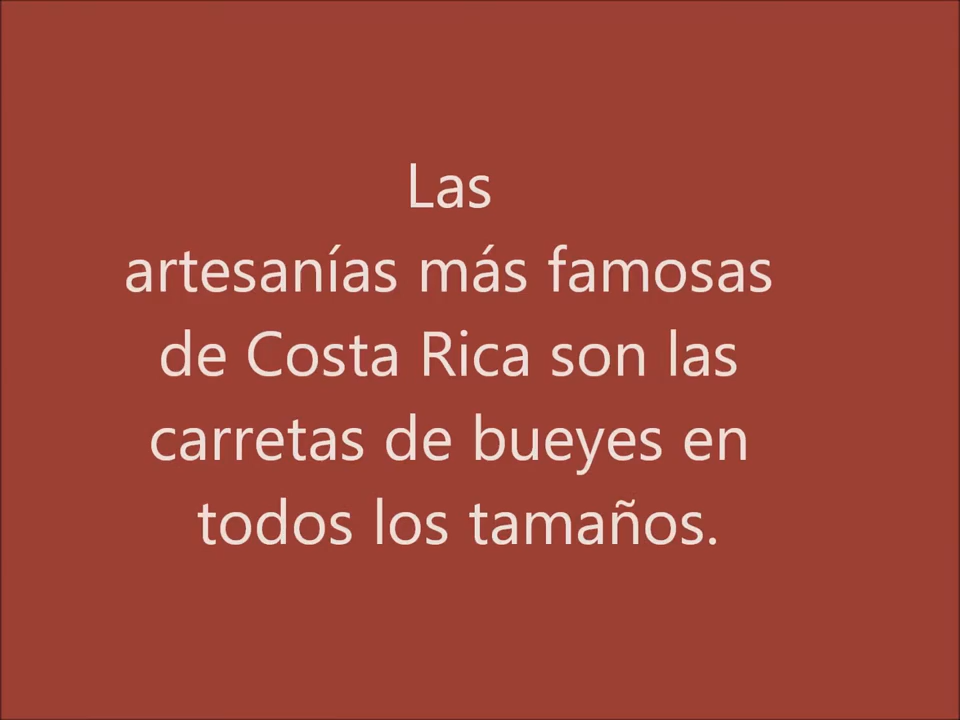 Las
artesanías más famosas
de Costa Rica son las
carretas de bueyes en
todos los tamaños.